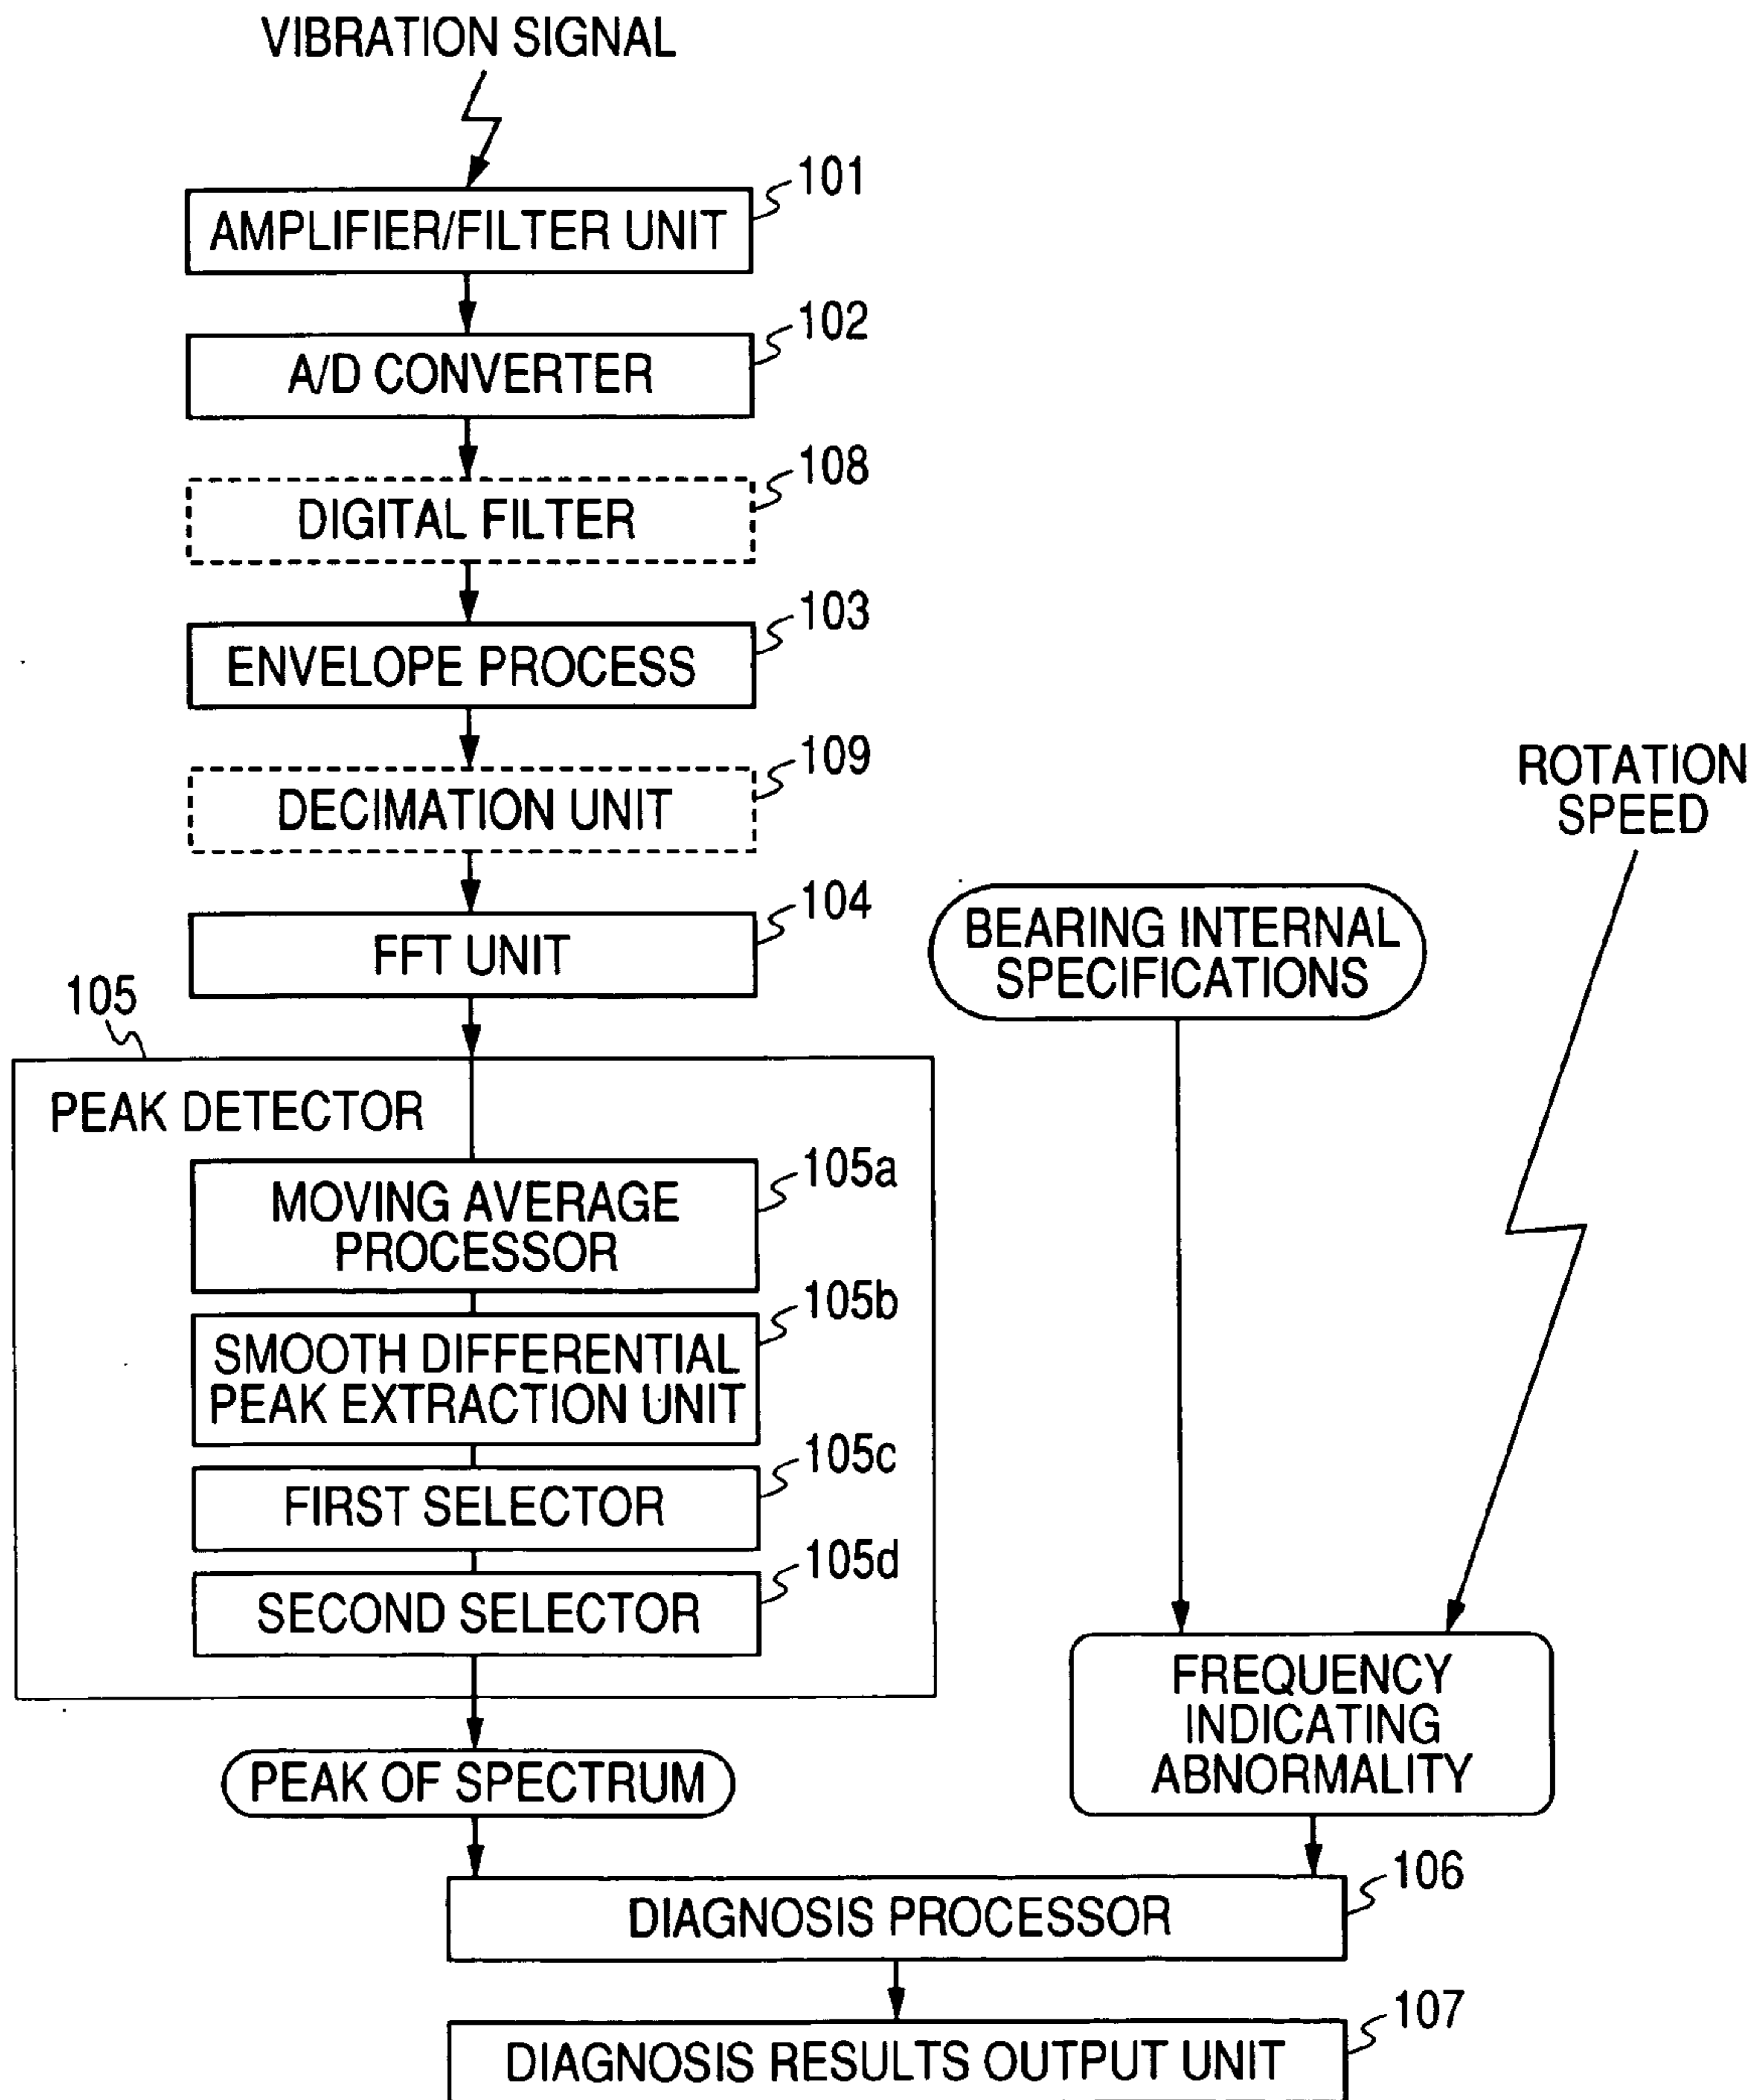 VIBRATION SIGNAL
101
AMPLIFIER/FILTER UNIT
102
A/D CONVERTER
108
DIGITAL FILTER
103
ENVELOPE PROCESS
109
DECIMATION UNIT
ROTATION
SPEED
104
FFT UNIT
BEARING INTERNAL
SPECIFICATIONS
105
PEAK DETECTOR
105a
MOVING AVERAGE
PROCESSOR
105b
SMOOTH DIFFERENTIAL
PEAK EXTRACTION UNIT
105c
FIRST SELECTOR
105d
SECOND SELECTOR
FREQUENCY
INDICATING
ABNORMALITY
PEAK OF SPECTRUM
106
DIAGNOSIS PROCESSOR
107
DIAGNOSIS RESULTS OUTPUT UNIT